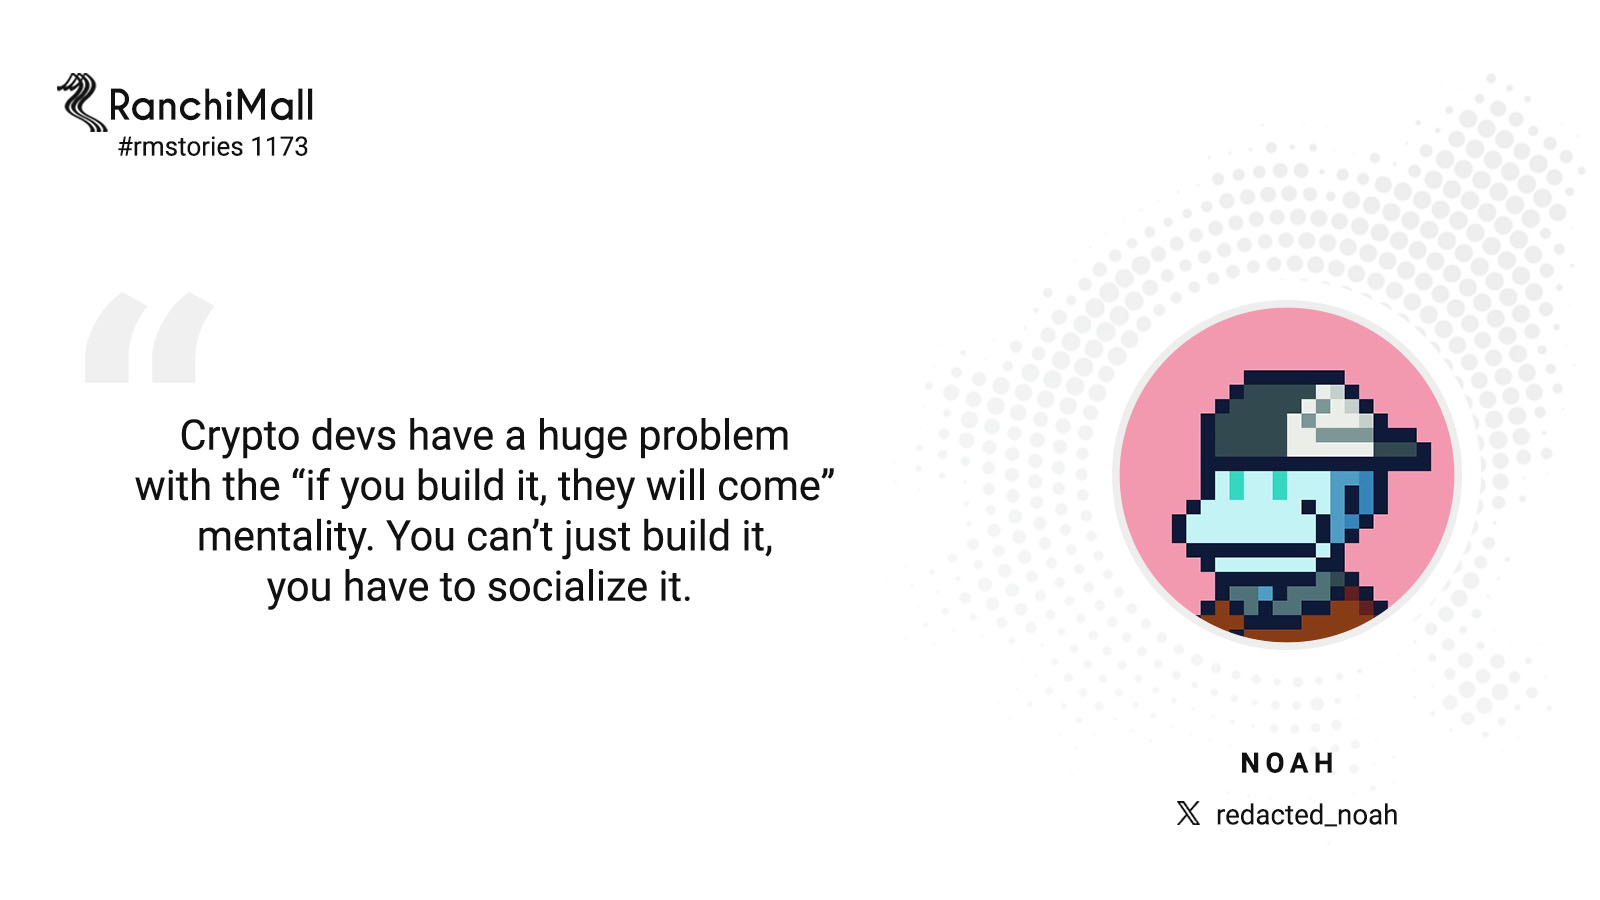 RanchiMall
#rmstories 1173
“
Crypto devs have a huge problem
with the “if you build it, they will come”
mentality. You can’t just build it,
you have to socialize it.
NOAH
𝕏 redacted_noah